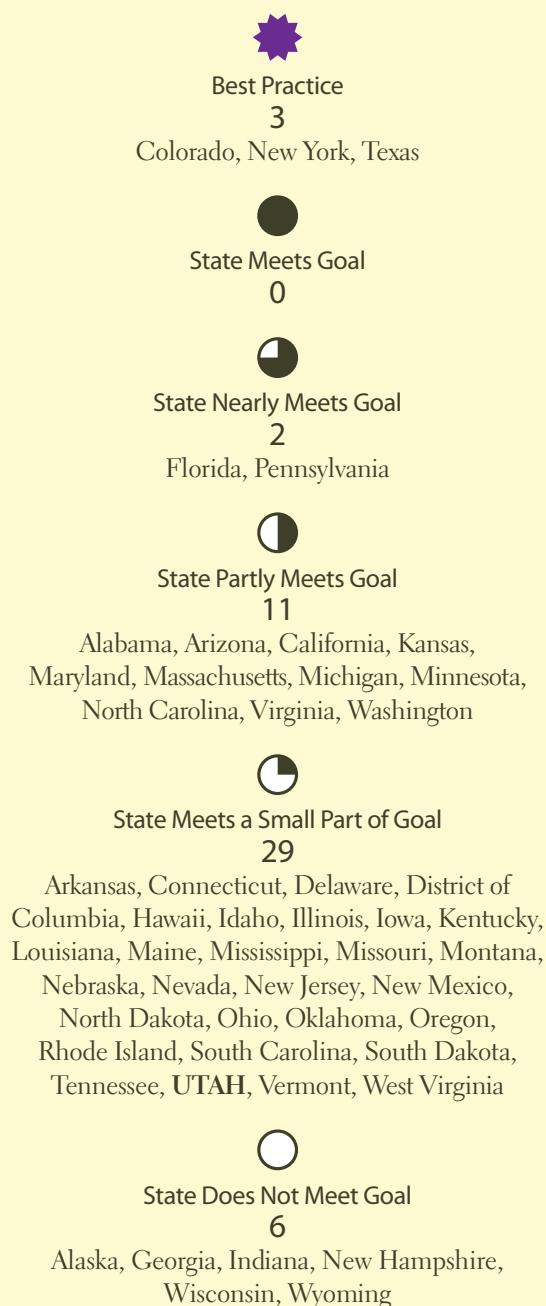 Best Practice
3
Colorado, New York, Texas
State Meets Goal
0
State Nearly Meets Goal
2
Florida, Pennsylvania
State Partly Meets Goal
11
Alabama, Arizona, California, Kansas,
Maryland, Massachusetts, Michigan, Minnesota,
North Carolina, Virginia, Washington
State Meets a Small Part of Goal
29
Arkansas, Connecticut, Delaware, District of
Columbia, Hawaii, Idaho, Illinois, Iowa, Kentucky,
Louisiana, Maine, Mississippi, Missouri, Montana,
Nebraska, Nevada, New Jersey, New Mexico,
North Dakota, Ohio, Oklahoma, Oregon,
Rhode Island, South Carolina, South Dakota,
Tennessee, UTAH, Vermont, West Virginia
State Does Not Meet Goal
6
Alaska, Georgia, Indiana, New Hampshire,
Wisconsin, Wyoming